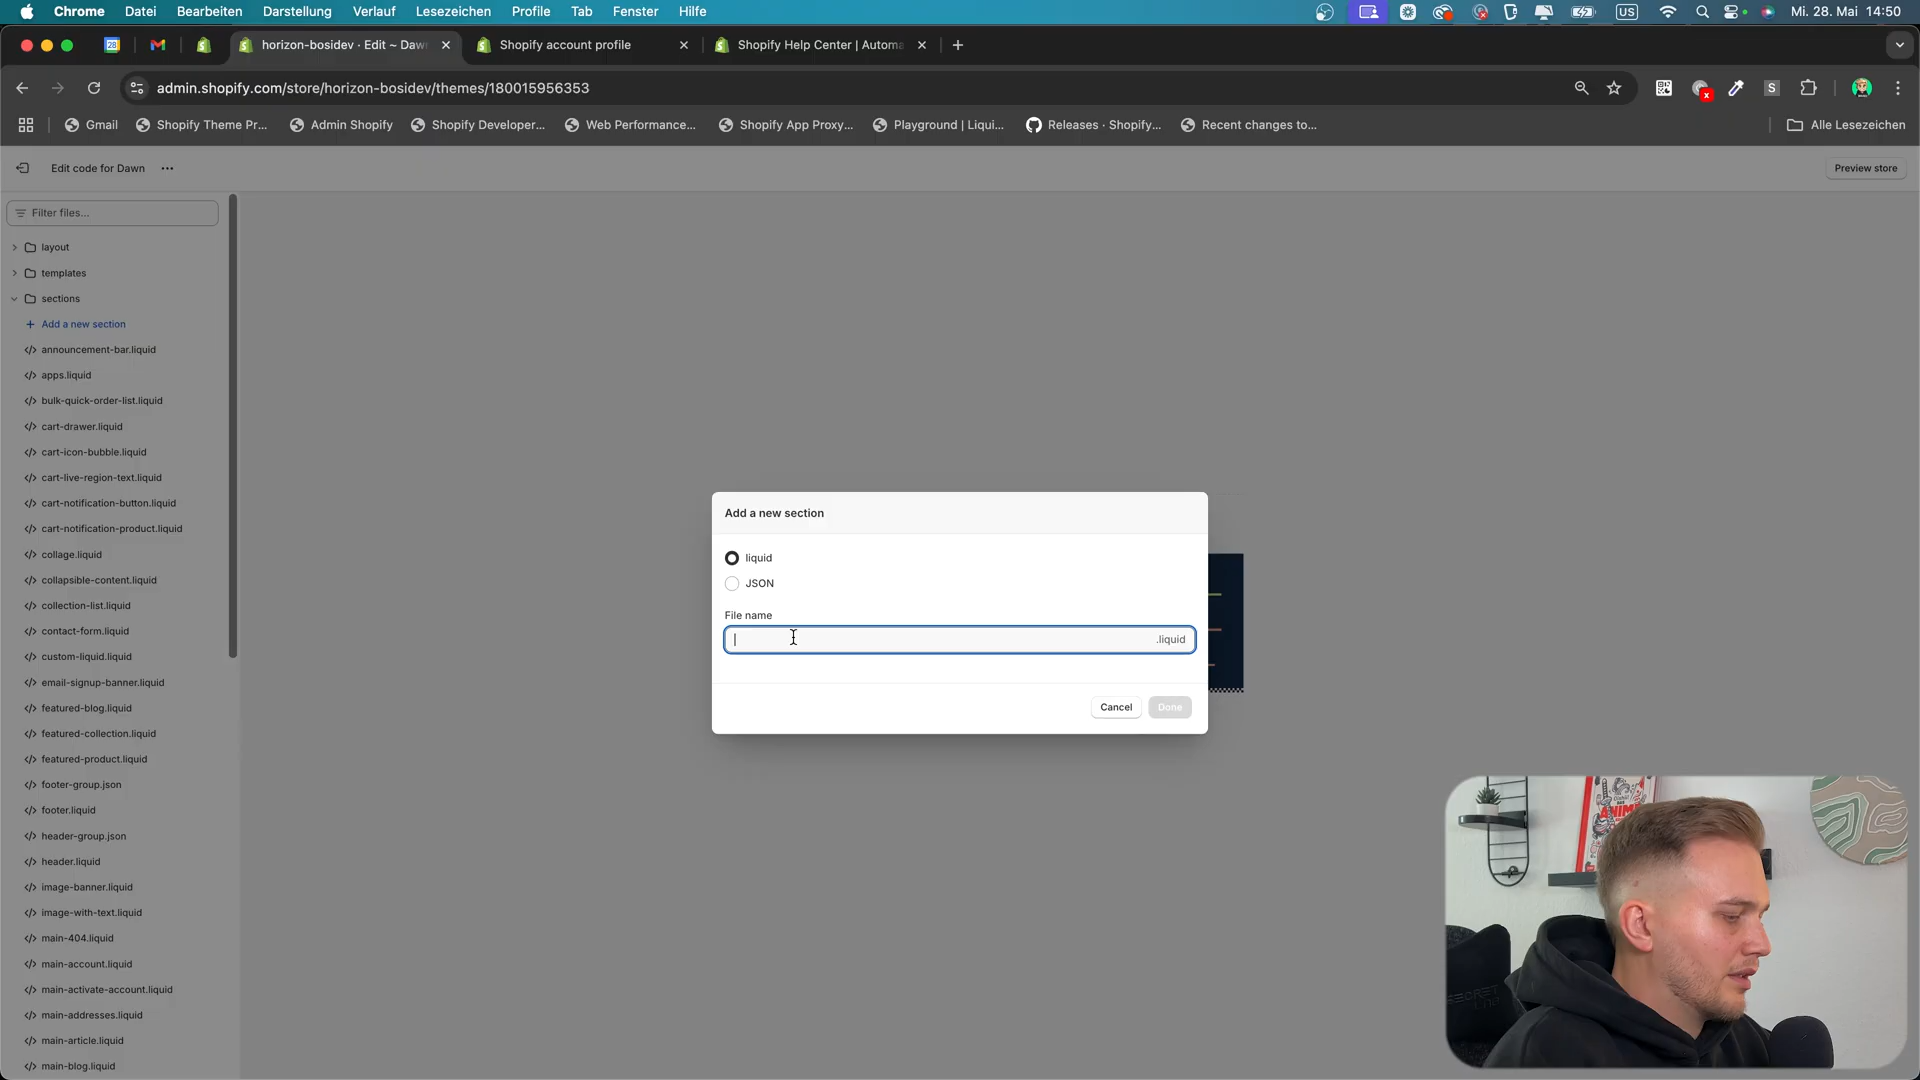 Chrome Datei Bearbeiten Darstellung Verlauf Lesezeichen Profile Tab Fenster Hilfe US Mi. 28. Mai 14:50
28 horizon-bosidev · Edit ~ Daw Shopify account profile Shopify Help Center | Automa
admin.shopify.com/store/horizon-bosidev/themes/180015956353 S
Gmail Shopify Theme Pr... Admin Shopify Shopify Developer... Web Performance... Shopify App Proxy... Playground | Liqui... Releases · Shopify... Recent changes to... Alle Lesezeichen
Edit code for Dawn ··· Preview store
Filter files...
layout
templates
sections
Add a new section
announcement-bar.liquid
apps.liquid
bulk-quick-order-list.liquid
cart-drawer.liquid
cart-icon-bubble.liquid
cart-live-region-text.liquid
cart-notification-button.liquid
cart-notification-product.liquid
collage.liquid
collapsible-content.liquid
collection-list.liquid
contact-form.liquid
custom-liquid.liquid
email-signup-banner.liquid
featured-blog.liquid
featured-collection.liquid
featured-product.liquid
footer-group.json
footer.liquid
header-group.json
header.liquid
image-banner.liquid
image-with-text.liquid
main-404.liquid
main-account.liquid
main-activate-account.liquid
main-addresses.liquid
main-article.liquid
main-blog.liquid
Add a new section
liquid
JSON
File name
.liquid
Cancel Done
ANIME